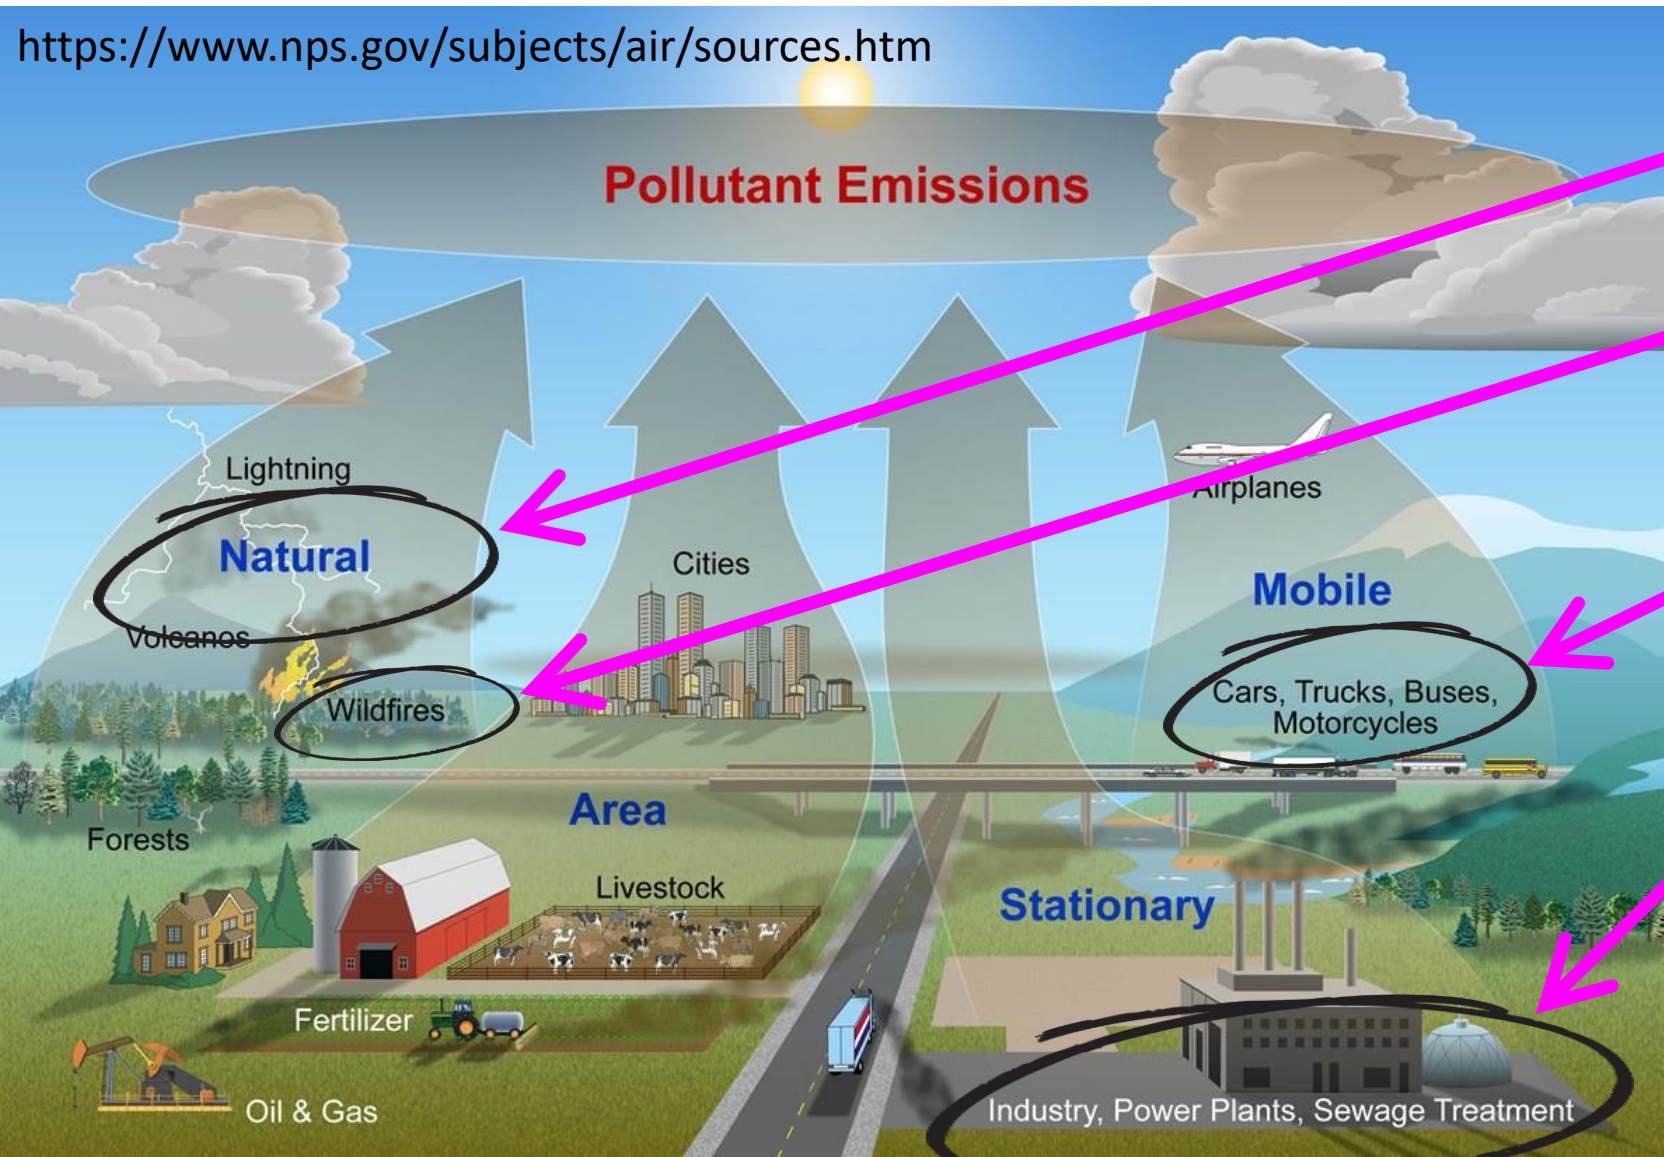 https://www.nps.gov/subjects/air/sources.htm
Pollutant Emissions
Lightning
Natural
Volcanos
Wildfires
Forests
Cities
Airplanes
Mobile
Cars, Trucks, Buses,
Motorcycles
Area
Livestock
Fertilizer
Oil & Gas
Stationary
Industry, Power Plants, Sewage Treatment